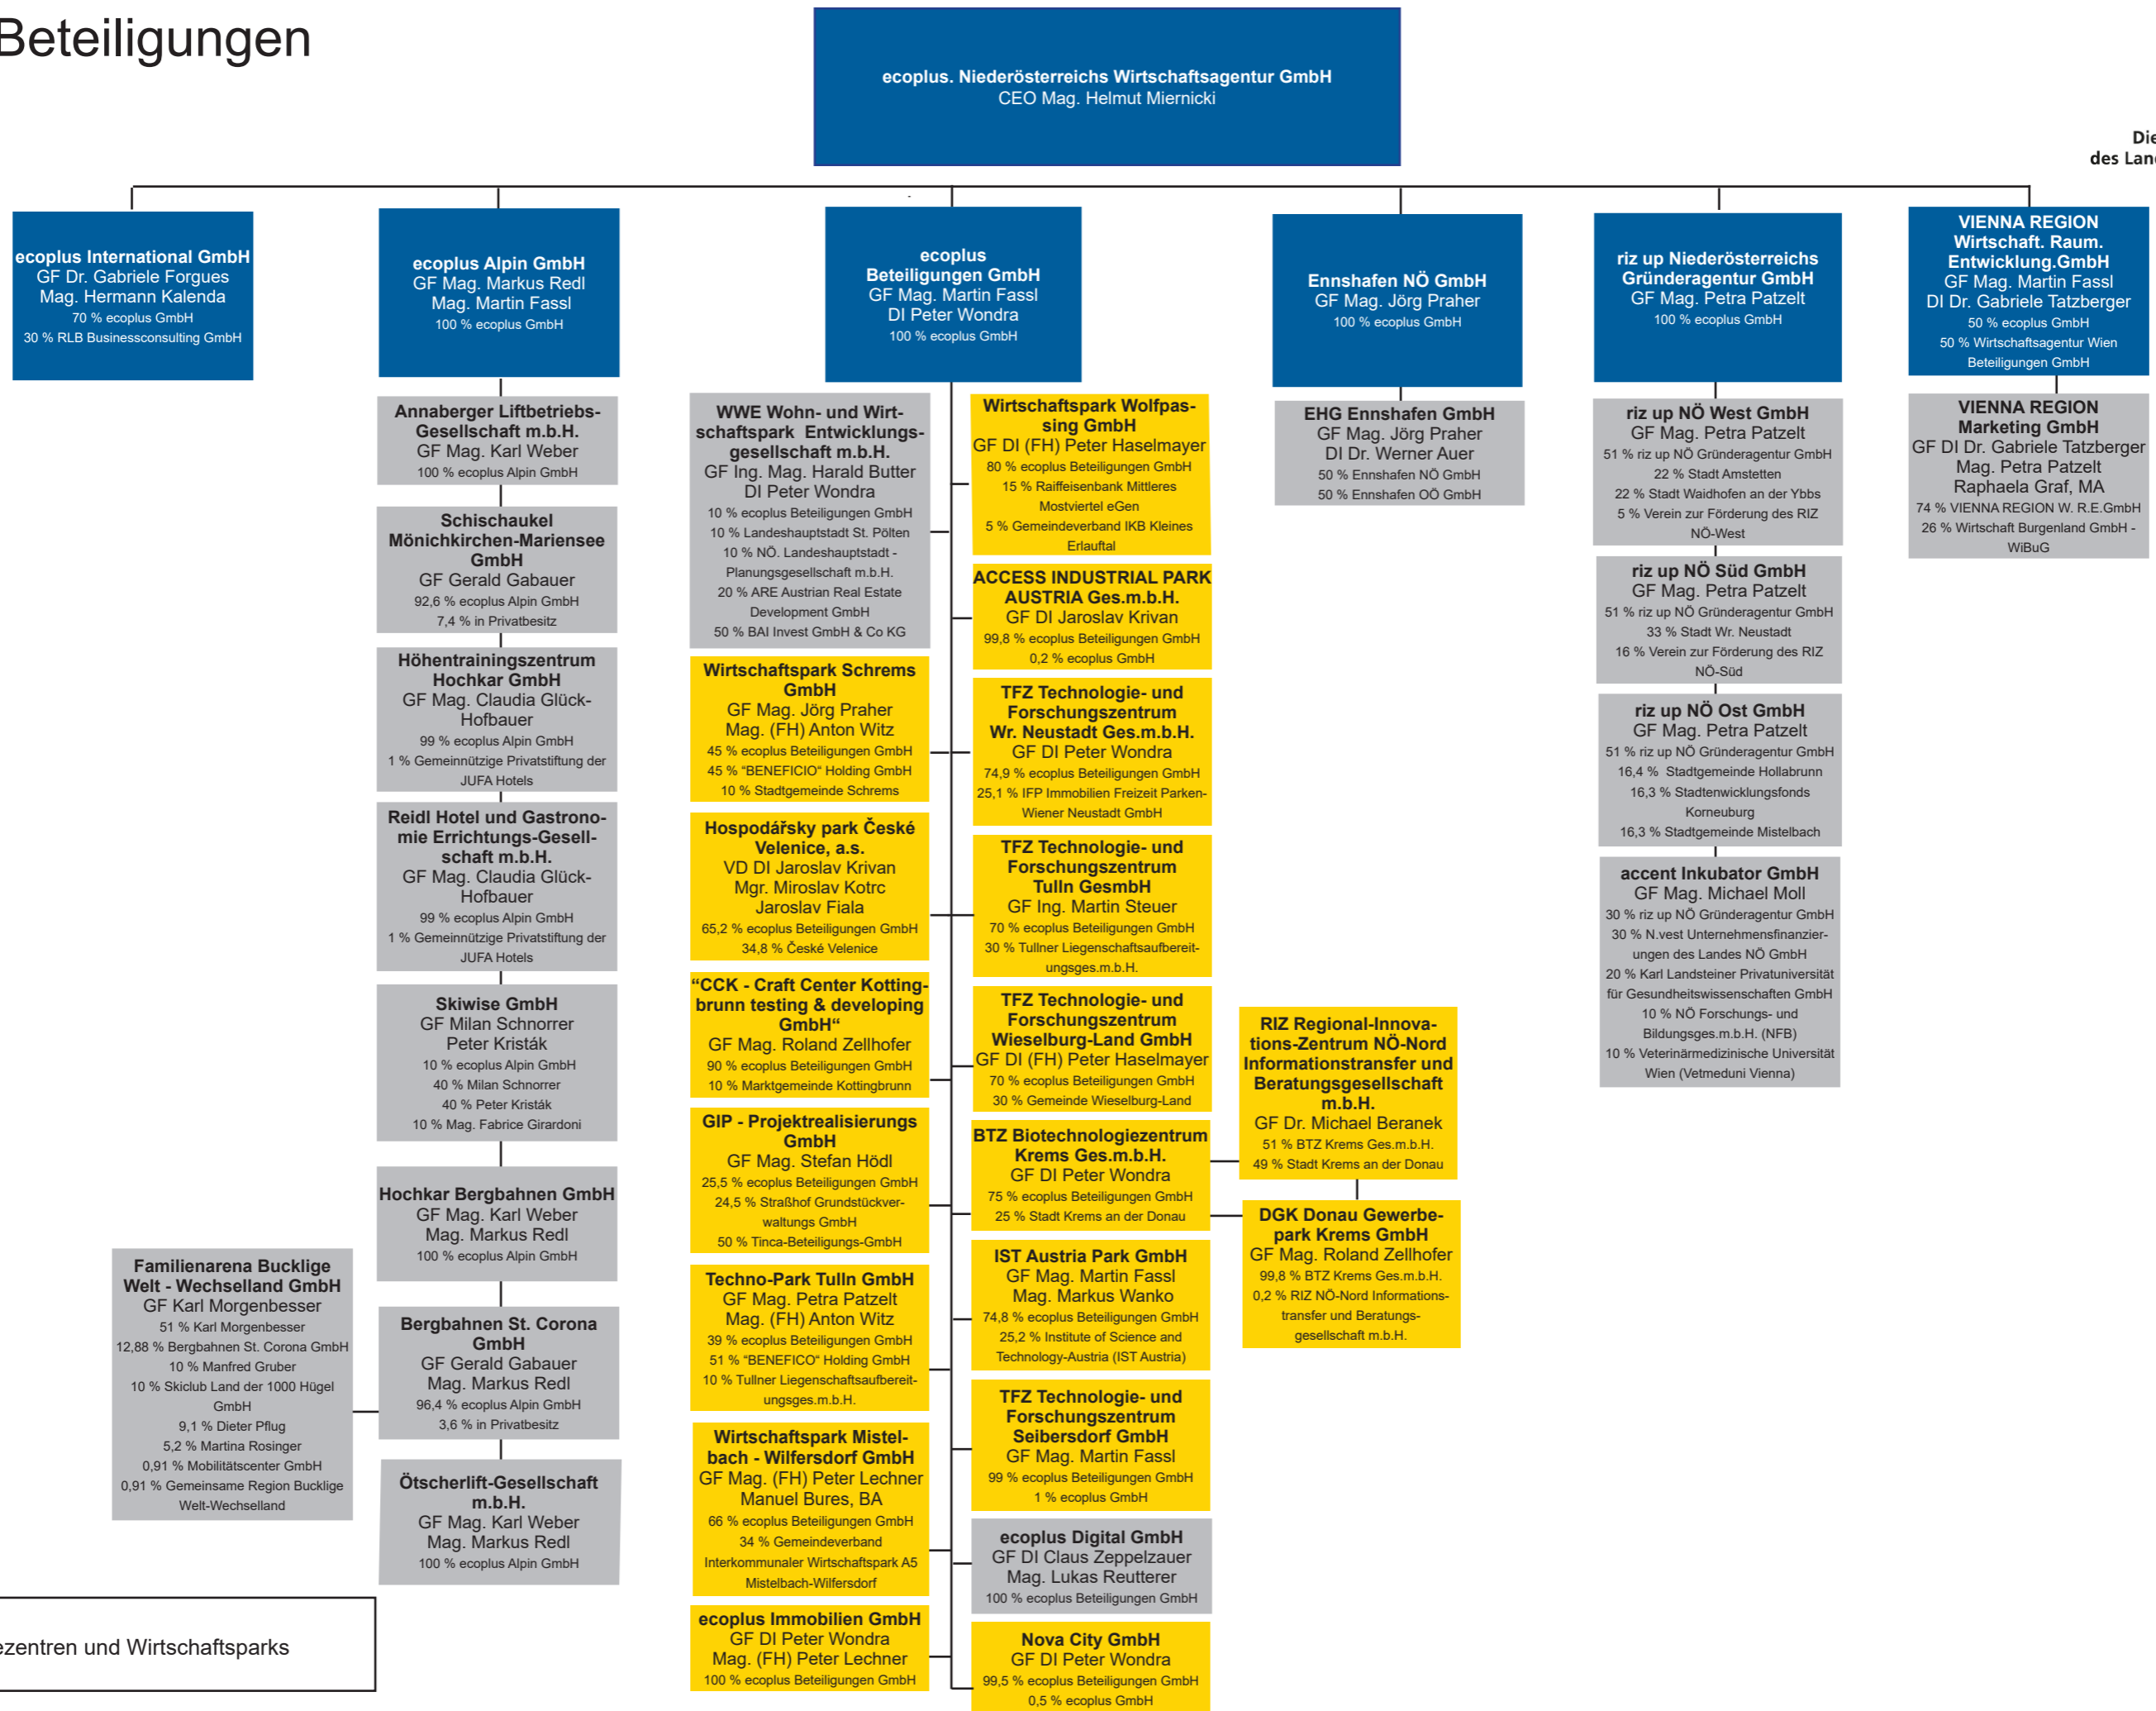 Beteiligungen
ecoplus. Niederösterreichs Wirtschaftsagentur GmbH
CEO Mag. Helmut Miernicki
Die
des Land
ecoplus International GmbH
GF Dr. Gabriele Forgues
Mag. Hermann Kalenda
70 % ecoplus GmbH
30 % RLB Businessconsulting GmbH
ecoplus Alpin GmbH
GF Mag. Markus Redl
Mag. Martin Fassl
100 % ecoplus GmbH
ecoplus
Beteiligungen GmbH
GF Mag. Martin Fassl
DI Peter Wondra
100 % ecoplus GmbH
Ennshafen NÖ GmbH
GF Mag. Jörg Praher
100 % ecoplus GmbH
riz up Niederösterreichs
Gründeragentur GmbH
GF Mag. Petra Patzelt
100 % ecoplus GmbH
VIENNA REGION
Wirtschaft. Raum.
Entwicklung.GmbH
GF Mag. Martin Fassl
DI Dr. Gabriele Tatzberger
50 % ecoplus GmbH
50 % Wirtschaftsagentur Wien
Beteiligungen GmbH
Annaberger Liftbetriebs-
Gesellschaft m.b.H.
GF Mag. Karl Weber
100 % ecoplus Alpin GmbH
Schischaukel
Mönichkirchen-Mariensee
GmbH
GF Gerald Gabauer
92,6 % ecoplus Alpin GmbH
7,4 % in Privatbesitz
Höhentrainingszentrum
Hochkar GmbH
GF Mag. Claudia Glück-
Hofbauer
99 % ecoplus Alpin GmbH
1 % Gemeinnützige Privatstiftung der
JUFA Hotels
Reidl Hotel und Gastrono-
mie Errichtungs-Gesell-
schaft m.b.H.
GF Mag. Claudia Glück-
Hofbauer
99 % ecoplus Alpin GmbH
1 % Gemeinnützige Privatstiftung der
JUFA Hotels
Skiwise GmbH
GF Milan Schnorrer
Peter Kristák
10 % ecoplus Alpin GmbH
40 % Milan Schnorrer
40 % Peter Kristák
10 % Mag. Fabrice Girardoni
Hochkar Bergbahnen GmbH
GF Mag. Karl Weber
Mag. Markus Redl
100 % ecoplus Alpin GmbH
Familienarena Bucklige
Welt - Wechselland GmbH
GF Karl Morgenbesser
51 % Karl Morgenbesser
12,88 % Bergbahnen St. Corona GmbH
10 % Manfred Gruber
10 % Skiclub Land der 1000 Hügel
GmbH
9,1 % Dieter Pflug
5,2 % Martina Rosinger
0,91 % Mobilitätscenter GmbH
0,91 % Gemeinsame Region Bucklige
Welt-Wechselland
Bergbahnen St. Corona
GmbH
GF Gerald Gabauer
Mag. Markus Redl
96,4 % ecoplus Alpin GmbH
3,6 % in Privatbesitz
Ötscherlift-Gesellschaft
m.b.H.
GF Mag. Karl Weber
Mag. Markus Redl
100 % ecoplus Alpin GmbH
WWE Wohn- und Wirt-
schaftspark Entwicklungs-
gesellschaft m.b.H.
GF Ing. Mag. Harald Butter
DI Peter Wondra
10 % ecoplus Beteiligungen GmbH
10 % Landeshauptstadt St. Pölten
10 % NÖ. Landeshauptstadt -
Planungsgesellschaft m.b.H.
20 % ARE Austrian Real Estate
Development GmbH
50 % BAI Invest GmbH & Co KG
Wirtschaftspark Schrems
GmbH
GF Mag. Jörg Praher
Mag. (FH) Anton Witz
45 % ecoplus Beteiligungen GmbH
45 % “BENEFICIO“ Holding GmbH
10 % Stadtgemeinde Schrems
Hospodářsky park České
Velenice, a.s.
VD DI Jaroslav Krivan
Mgr. Miroslav Kotrc
Jaroslav Fiala
65,2 % ecoplus Beteiligungen GmbH
34,8 % České Velenice
“CCK - Craft Center Kotting-
brunn testing & developing
GmbH“
GF Mag. Roland Zellhofer
90 % ecoplus Beteiligungen GmbH
10 % Marktgemeinde Kottingbrunn
GIP - Projektrealisierungs
GmbH
GF Mag. Stefan Hödl
25,5 % ecoplus Beteiligungen GmbH
24,5 % Straßhof Grundstückver-
waltungs GmbH
50 % Tinca-Beteiligungs-GmbH
Techno-Park Tulln GmbH
GF Mag. Petra Patzelt
Mag. (FH) Anton Witz
39 % ecoplus Beteiligungen GmbH
51 % “BENEFICO“ Holding GmbH
10 % Tullner Liegenschaftsaufbereit-
ungsges.m.b.H.
Wirtschaftspark Mistel-
bach - Wilfersdorf GmbH
GF Mag. (FH) Peter Lechner
Manuel Bures, BA
66 % ecoplus Beteiligungen GmbH
34 % Gemeindeverband
Interkommunaler Wirtschaftspark A5
Mistelbach-Wilfersdorf
ecoplus Immobilien GmbH
GF DI Peter Wondra
Mag. (FH) Peter Lechner
100 % ecoplus Beteiligungen GmbH
Wirtschaftspark Wolfpas-
sing GmbH
GF DI (FH) Peter Haselmayer
80 % ecoplus Beteiligungen GmbH
15 % Raiffeisenbank Mittleres
Mostviertel eGen
5 % Gemeindeverband IKB Kleines
Erlauftal
ACCESS INDUSTRIAL PARK
AUSTRIA Ges.m.b.H.
GF DI Jaroslav Krivan
99,8 % ecoplus Beteiligungen GmbH
0,2 % ecoplus GmbH
TFZ Technologie- und
Forschungszentrum
Wr. Neustadt Ges.m.b.H.
GF DI Peter Wondra
74,9 % ecoplus Beteiligungen GmbH
25,1 % IFP Immobilien Freizeit Parken-
Wiener Neustadt GmbH
TFZ Technologie- und
Forschungszentrum
Tulln GesmbH
GF Ing. Martin Steuer
70 % ecoplus Beteiligungen GmbH
30 % Tullner Liegenschaftsaufbereit-
ungsges.m.b.H.
TFZ Technologie- und
Forschungszentrum
Wieselburg-Land GmbH
GF DI (FH) Peter Haselmayer
70 % ecoplus Beteiligungen GmbH
30 % Gemeinde Wieselburg-Land
BTZ Biotechnologiezentrum
Krems Ges.m.b.H.
GF DI Peter Wondra
75 % ecoplus Beteiligungen GmbH
25 % Stadt Krems an der Donau
IST Austria Park GmbH
GF Mag. Martin Fassl
Mag. Markus Wanko
74,8 % ecoplus Beteiligungen GmbH
25,2 % Institute of Science and
Technology-Austria (IST Austria)
TFZ Technologie- und
Forschungszentrum
Seibersdorf GmbH
GF Mag. Martin Fassl
99 % ecoplus Beteiligungen GmbH
1 % ecoplus GmbH
ecoplus Digital GmbH
GF DI Claus Zeppelzauer
Mag. Lukas Reutterer
100 % ecoplus Beteiligungen GmbH
Nova City GmbH
GF DI Peter Wondra
99,5 % ecoplus Beteiligungen GmbH
0,5 % ecoplus GmbH
RIZ Regional-Innova-
tions-Zentrum NÖ-Nord
Informationstransfer und
Beratungsgesellschaft
m.b.H.
GF Dr. Michael Beranek
51 % BTZ Krems Ges.m.b.H.
49 % Stadt Krems an der Donau
DGK Donau Gewerbe-
park Krems GmbH
GF Mag. Roland Zellhofer
99,8 % BTZ Krems Ges.m.b.H.
0,2 % RIZ NÖ-Nord Informations-
transfer und Beratungs-
gesellschaft m.b.H.
EHG Ennshafen GmbH
GF Mag. Jörg Praher
DI Dr. Werner Auer
50 % Ennshafen NÖ GmbH
50 % Ennshafen OÖ GmbH
riz up NÖ West GmbH
GF Mag. Petra Patzelt
51 % riz up NÖ Gründeragentur GmbH
22 % Stadt Amstetten
22 % Stadt Waidhofen an der Ybbs
5 % Verein zur Förderung des RIZ
NÖ-West
riz up NÖ Süd GmbH
GF Mag. Petra Patzelt
51 % riz up NÖ Gründeragentur GmbH
33 % Stadt Wr. Neustadt
16 % Verein zur Förderung des RIZ
NÖ-Süd
riz up NÖ Ost GmbH
GF Mag. Petra Patzelt
51 % riz up NÖ Gründeragentur GmbH
16,4 % Stadtgemeinde Hollabrunn
16,3 % Stadtenwicklungsfonds
Korneuburg
16,3 % Stadtgemeinde Mistelbach
accent Inkubator GmbH
GF Mag. Michael Moll
30 % riz up NÖ Gründeragentur GmbH
30 % N.vest Unternehmensfinanzier-
ungen des Landes NÖ GmbH
20 % Karl Landsteiner Privatuniversität
für Gesundheitswissenschaften GmbH
10 % NÖ Forschungs- und
Bildungsges.m.b.H. (NFB)
10 % Veterinärmedizinische Universität
Wien (Vetmeduni Vienna)
VIENNA REGION
Marketing GmbH
GF DI Dr. Gabriele Tatzberger
Mag. Petra Patzelt
Raphaela Graf, MA
74 % VIENNA REGION W. R.E.GmbH
26 % Wirtschaft Burgenland GmbH -
WiBuG
ezentren und Wirtschaftsparks